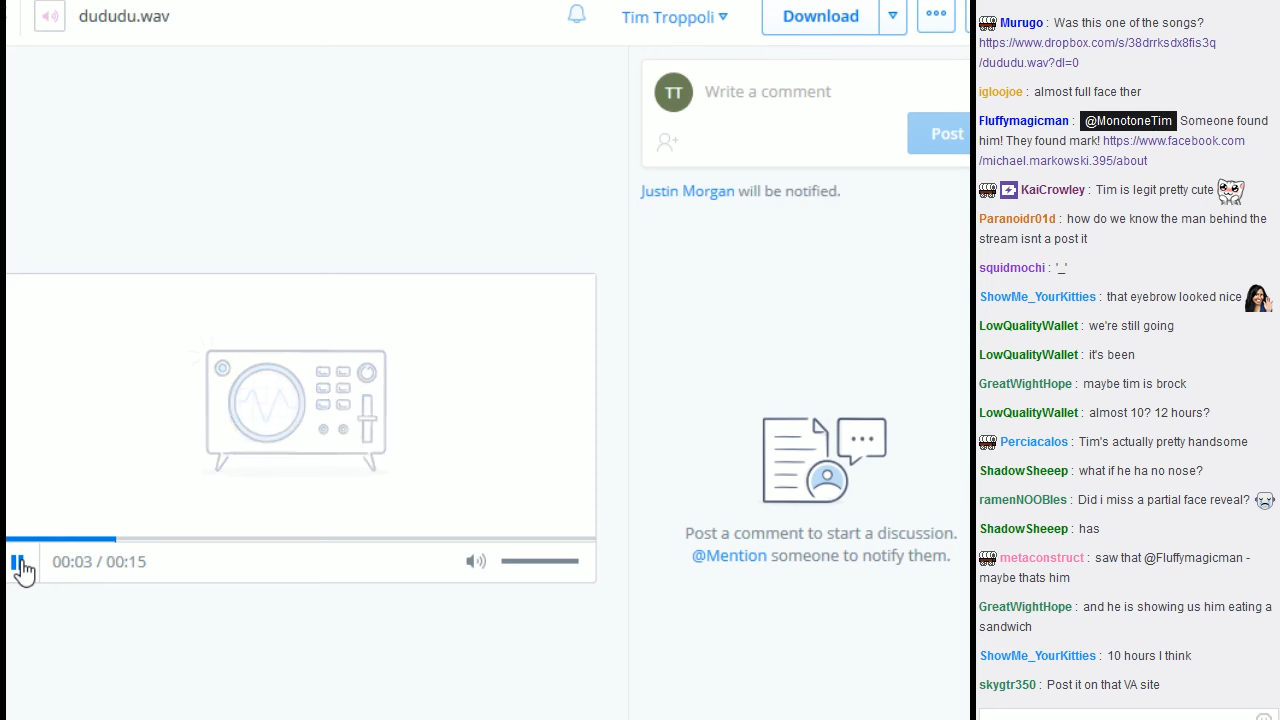 dududu.wav
Tim Troppoli
Download
TT
Write a comment
Post
Justin Morgan will be notified.
Post a comment to start a discussion.
@Mention someone to notify them.
00:03 / 00:15
Murugo : Was this one of the songs?
https://www.dropbox.com/s/38drrksdx8fis3q
/dududu.wav?dl=0
igloojoe : almost full face ther
Fluffymagicman : @MonotoneTim Someone found
him! They found mark! https://www.facebook.com
/michael.markowski.395/about
KaiCrowley : Tim is legit pretty cute
Paranoidr01d : how do we know the man behind the
stream isnt a post it
squidmochi : '_'
ShowMe_YourKitties : that eyebrow looked nice
LowQualityWallet : we're still going
LowQualityWallet : it's been
GreatWightHope : maybe tim is brock
LowQualityWallet : almost 10? 12 hours?
Perciacalos : Tim's actually pretty handsome
ShadowSheeep : what if he ha no nose?
ramenNOOBles : Did i miss a partial face reveal?
ShadowSheeep : has
metaconstruct : saw that @Fluffymagicman -
maybe thats him
GreatWightHope : and he is showing us him eating a
sandwich
ShowMe_YourKitties : 10 hours I think
skygtr350 : Post it on that VA site